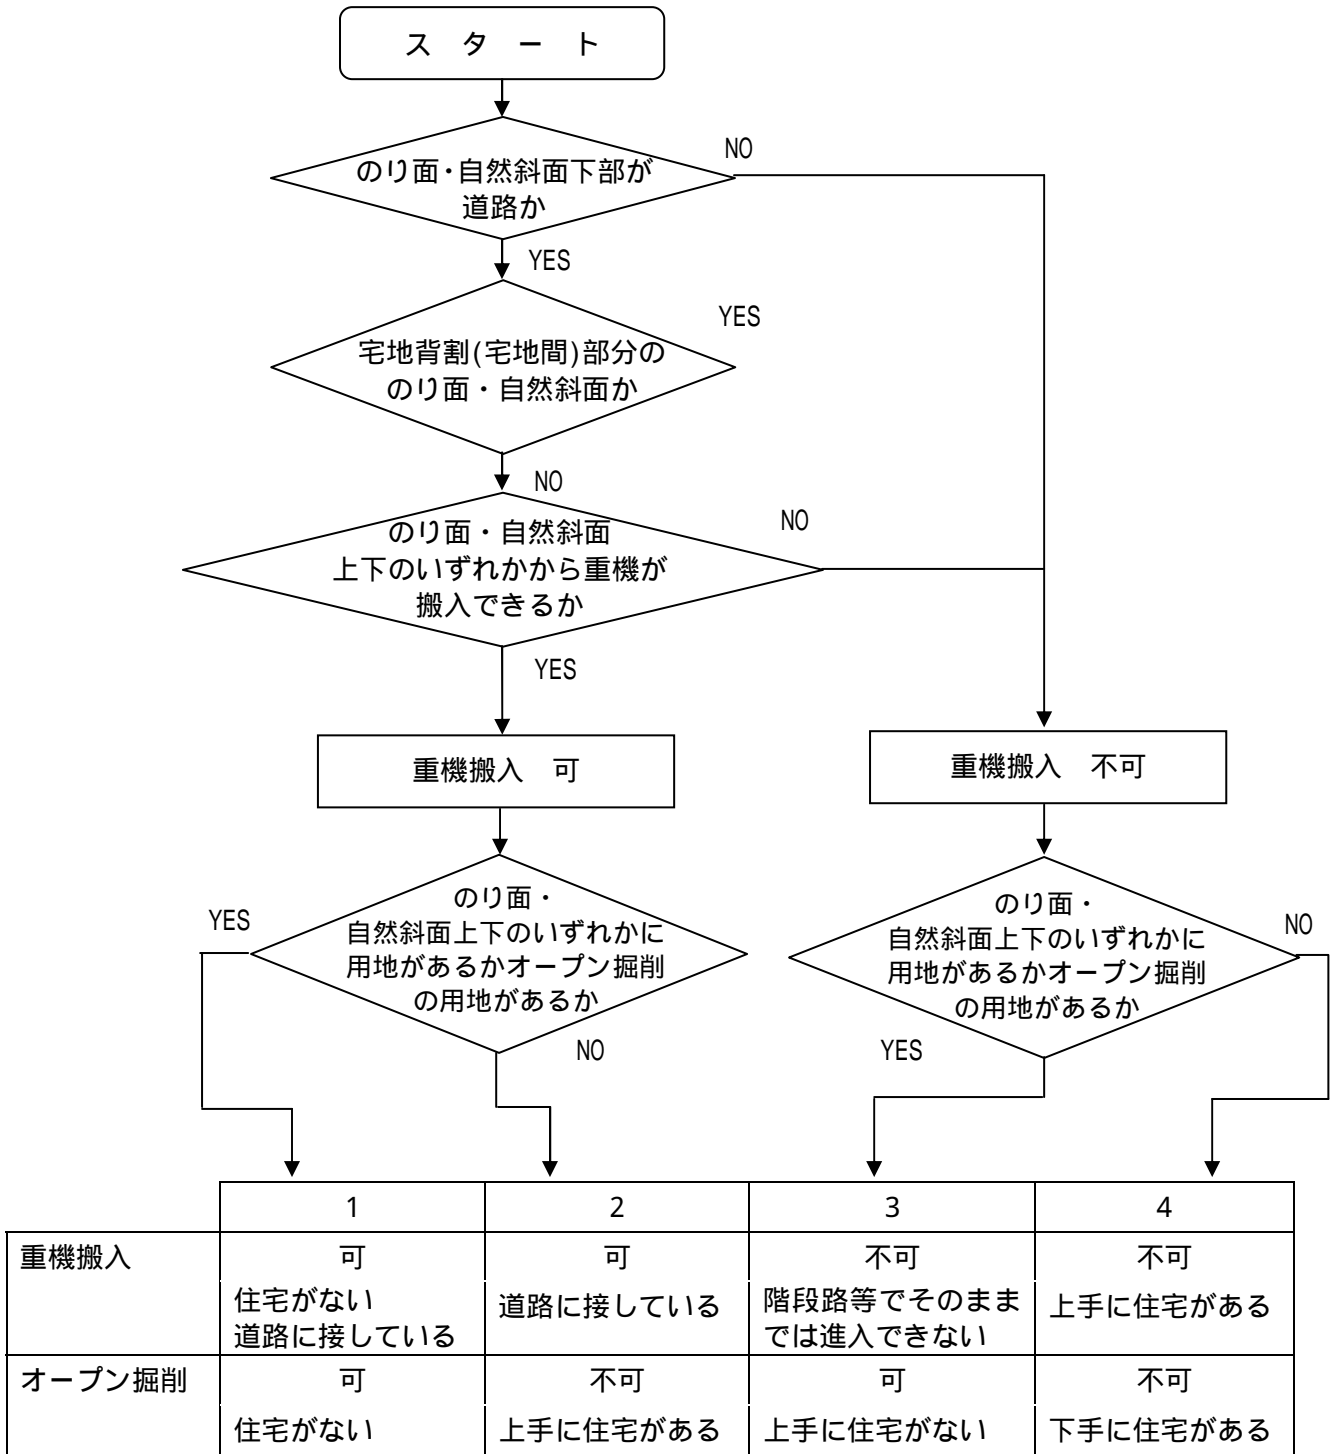 ス タ ー ト
NO
のり面・自然斜面下部が
道路か
YES
YES
宅地背割(宅地間)部分の
のり面・自然斜面か
NO
のり面・自然斜面
上下のいずれかから重機が
搬入できるか
NO
YES
重機搬入 可
重機搬入 不可
YES
のり面・
自然斜面上下のいずれかに
用地があるかオープン掘削
の用地があるか
NO
のり面・
自然斜面上下のいずれかに
用地があるかオープン掘削
の用地があるか
NO
YES
1 2 3 4
重機搬入 可 可 不可 不可
住宅がない
道路に接している
道路に接している
階段路等でそのまま
では進入できない
上手に住宅がある
オープン掘削 可 不可 可 不可
住宅がない 上手に住宅がある 上手に住宅がない 下手に住宅がある